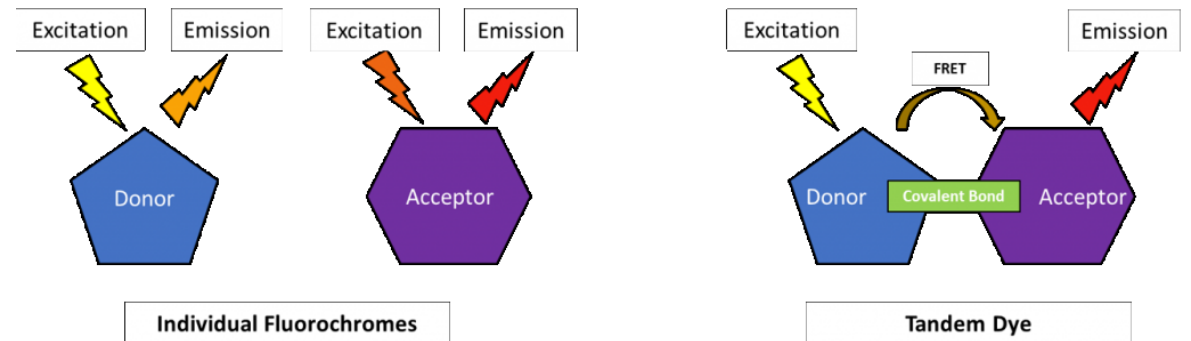 Excitation
Emission
Excitation
Emission
Excitation
Emission
FRET
Donor
Acceptor
Donor
Covalent Bond
Acceptor
Individual Fluorochromes
Tandem Dye